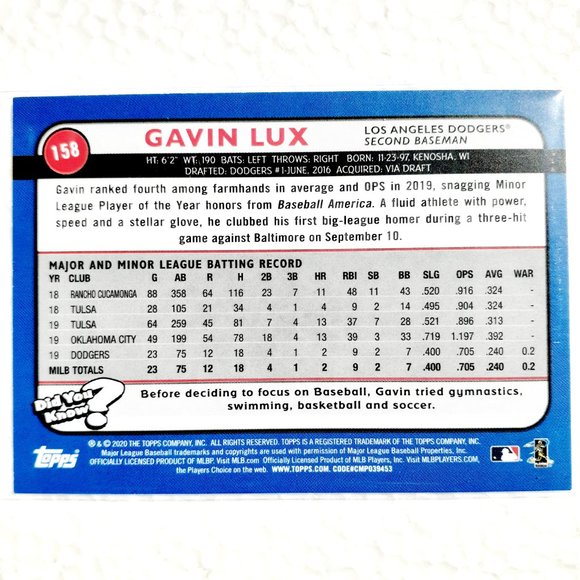 158
GAVIN LUX
LOS ANGELES DODGERS®
SECOND BASEMAN
HT: 6'2" WT: 190 BATS: LEFT THROWS: RIGHT BORN: 11-23-97, KENOSHA, WI
DRAFTED: DODGERS #1-JUNE, 2016 ACQUIRED: VIA DRAFT
Gavin ranked fourth among farmhands in average and OPS in 2019, snagging Minor
League Player of the Year honors from Baseball America. A fluid athlete with power,
speed and a stellar glove, he clubbed his first big-league homer during a three-hit
game against Baltimore on September 10.
MAJOR AND MINOR LEAGUE BATTING RECORD
YR CLUB G AB R H 2B 3B HR RBI SB BB SLG OPS AVG WAR
18 RANCHO CUCAMONGA 88 358 64 116 23 7 11 48 11 43 .520 .916 .324 -
18 TULSA 28 105 21 34 4 1 4 9 2 14 .495 .904 .324 -
19 TULSA 64 259 45 81 7 4 13 37 7 28 .521 .896 .313 -
19 OKLAHOMA CITY 49 199 54 78 18 4 13 39 3 33 .719 1.197 .392 -
19 DODGERS 23 75 12 18 4 1 2 9 2 7 .400 .705 .240 0.2
MLB TOTALS 23 75 12 18 4 1 2 9 2 7 .400 .705 .240 0.2
Did You
Know?
Before deciding to focus on Baseball, Gavin tried gymnastics,
swimming, basketball and soccer.
Topps
® & © 2020 THE TOPPS COMPANY, INC. ALL RIGHTS RESERVED. TOPPS IS A REGISTERED TRADEMARK OF THE TOPPS COMPANY, INC.
Major League Baseball trademarks and copyrights are used with permission of Major League Baseball Properties, Inc.
OFFICIALLY LICENSED PRODUCT OF MLBP. Visit MLB.com Officially Licensed Product of MLB Players, Inc. Visit MLBPLAYERS.com,
the Players Choice on the web. WWW.TOPPS.COM. CODE#CMP039453